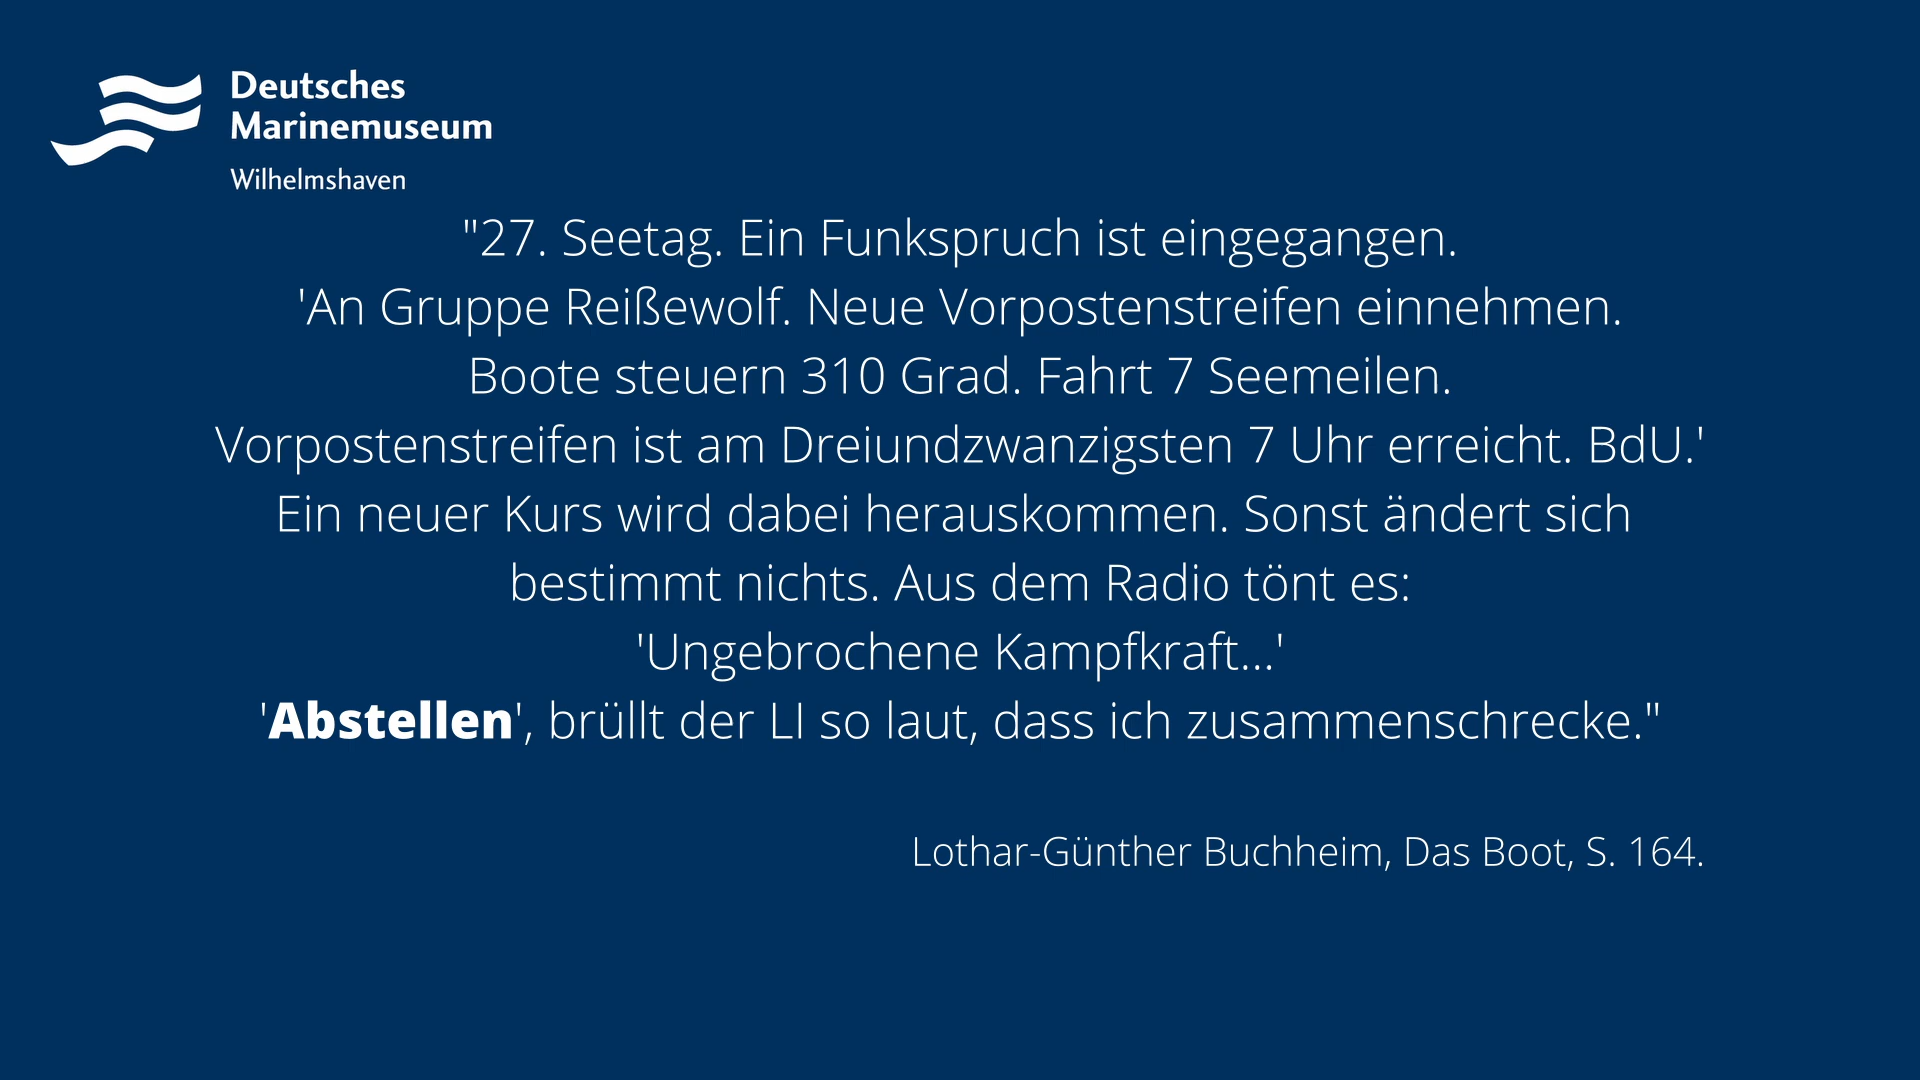 Deutsches
Marinemuseum
Wilhelmshaven
"27. Seetag. Ein Funkspruch ist eingegangen.
'An Gruppe Reißewolf. Neue Vorpostenstreifen einnehmen.
Boote steuern 310 Grad. Fahrt 7 Seemeilen.
Vorpostenstreifen ist am Dreiundzwanzigsten 7 Uhr erreicht. BdU.'
Ein neuer Kurs wird dabei herauskommen. Sonst ändert sich
bestimmt nichts. Aus dem Radio tönt es:
'Ungebrochene Kampfkraft...'
'Abstellen', brüllt der LI so laut, dass ich zusammenschrecke."
Lothar-Günther Buchheim, Das Boot, S. 164.